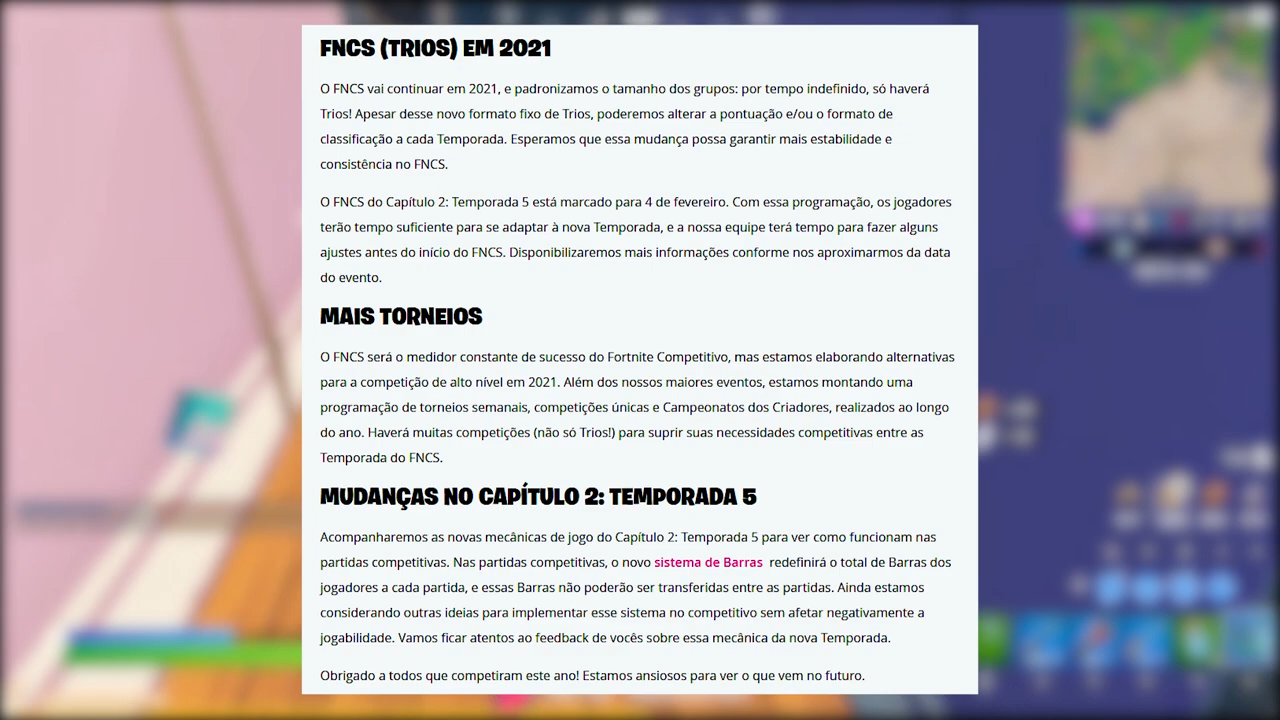 FNCS (TRIOS) EM 2021
O FNCS vai continuar em 2021, e padronizamos o tamanho dos grupos: por tempo indefinido, só haverá
Trios! Apesar desse novo formato fixo de Trios, poderemos alterar a pontuação e/ou o formato de
classificação a cada Temporada. Esperamos que essa mudança possa garantir mais estabilidade e
consistência no FNCS.
O FNCS do Capítulo 2: Temporada 5 está marcado para 4 de fevereiro. Com essa programação, os jogadores
terão tempo suficiente para se adaptar à nova Temporada, e a nossa equipe terá tempo para fazer alguns
ajustes antes do início do FNCS. Disponibilizaremos mais informações conforme nos aproximarmos da data
do evento.
MAIS TORNEIOS
O FNCS será o medidor constante de sucesso do Fortnite Competitivo, mas estamos elaborando alternativas
para a competição de alto nível em 2021. Além dos nossos maiores eventos, estamos montando uma
programação de torneios semanais, competições únicas e Campeonatos dos Criadores, realizados ao longo
do ano. Haverá muitas competições (não só Trios!) para suprir suas necessidades competitivas entre as
Temporada do FNCS.
MUDANÇAS NO CAPÍTULO 2: TEMPORADA 5
Acompanharemos as novas mecânicas de jogo do Capítulo 2: Temporada 5 para ver como funcionam nas
partidas competitivas. Nas partidas competitivas, o novo sistema de Barras redefinirá o total de Barras dos
jogadores a cada partida, e essas Barras não poderão ser transferidas entre as partidas. Ainda estamos
considerando outras ideias para implementar esse sistema no competitivo sem afetar negativamente a
jogabilidade. Vamos ficar atentos ao feedback de vocês sobre essa mecânica da nova Temporada.
Obrigado a todos que competiram este ano! Estamos ansiosos para ver o que vem no futuro.